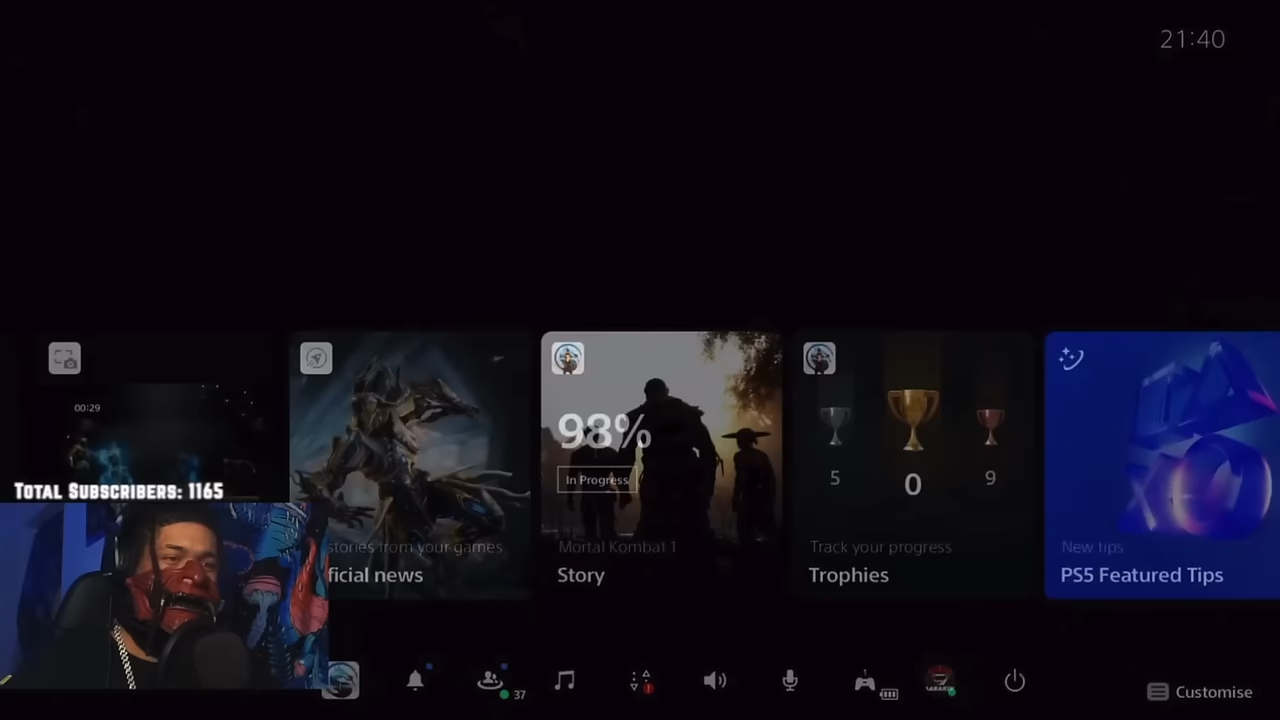 21:40
00:29
98%
In Progress
5
0
9
TOTAL SUBSCRIBERS: 1165
stories from your games
ficial news
Mortal Kombat 1
Story
Track your progress
Trophies
New tips
PS5 Featured Tips
37
Customise